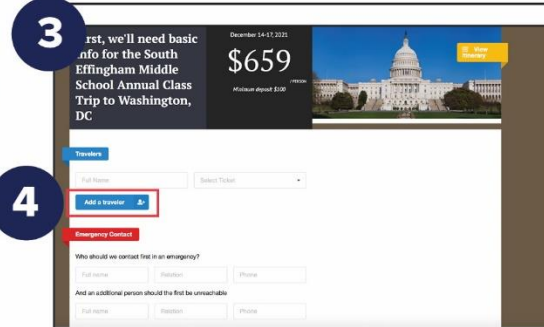 3
First, we'll need basic
info for the South
Effingham Middle
School Annual Class
Trip to Washington,
DC
December 14-17, 2021
$659
/PERSON
Minimum deposit $100
View
Itinerary
Travelers
Full Name
Select Ticket
4
Add a traveler
Emergency Contact
Who should we contact first in an emergency?
Full name
Relation
Phone
And an additional person should the first be unreachable
Full name
Relation
Phone